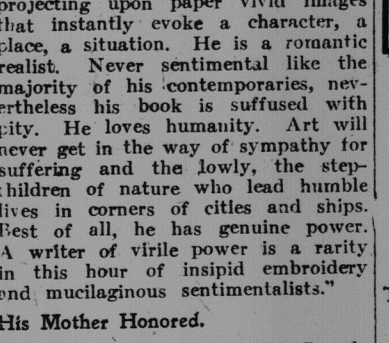 projecting upon paper vivid images
that instantly evoke a character, a
place, a situation. He is a romantic
realist. Never sentimental like the
majority of his contemporaries, nev-
ertheless his book is suffused with
pity. He loves humanity. Art will
never get in the way of sympathy for
suffering and the lowly, the step-
children of nature who lead humble
lives in corners of cities and ships.
Best of all, he has genuine power.
A writer of virile power is a rarity
in this hour of insipid embroidery
and mucilaginous sentimentalists."
His Mother Honored.